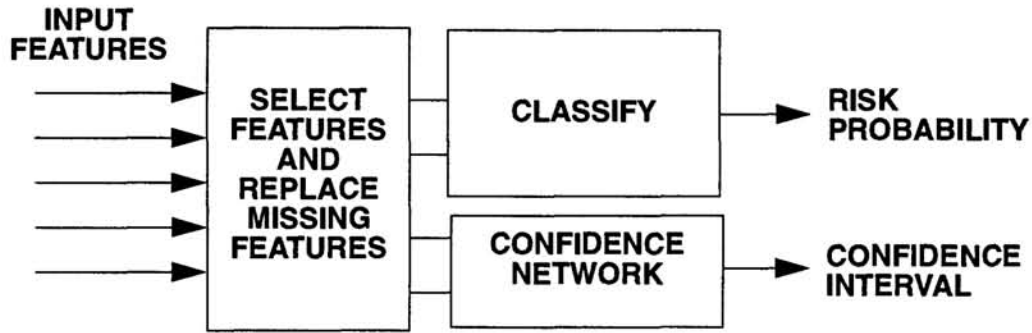 INPUT
FEATURES
SELECT
FEATURES
AND
REPLACE
MISSING
FEATURES
CLASSIFY
RISK
PROBABILITY
CONFIDENCE
NETWORK
CONFIDENCE
INTERVAL